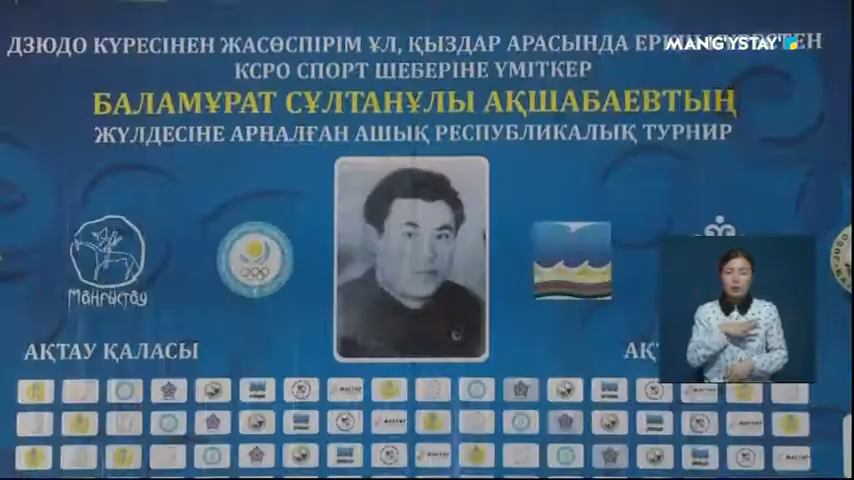 MANGYSTAY
ДЗЮДО КҮРЕСІНЕН ЖАСӨСПІРІМ ҰЛ, ҚЫЗДАР АРАСЫНДА
КСРО СПОРТ ШЕБЕРІНЕ ҮМІТКЕР
БАЛАМҰРАТ СҰЛТАНҰЛЫ АҚШАБАЕВТЫҢ
ЖҮЛДЕСІНЕ АРНАЛҒАН АШЫҚ РЕСПУБЛИКАЛЫҚ ТУРНИР
Маңғыстау
АҚТАУ ҚАЛАСЫ